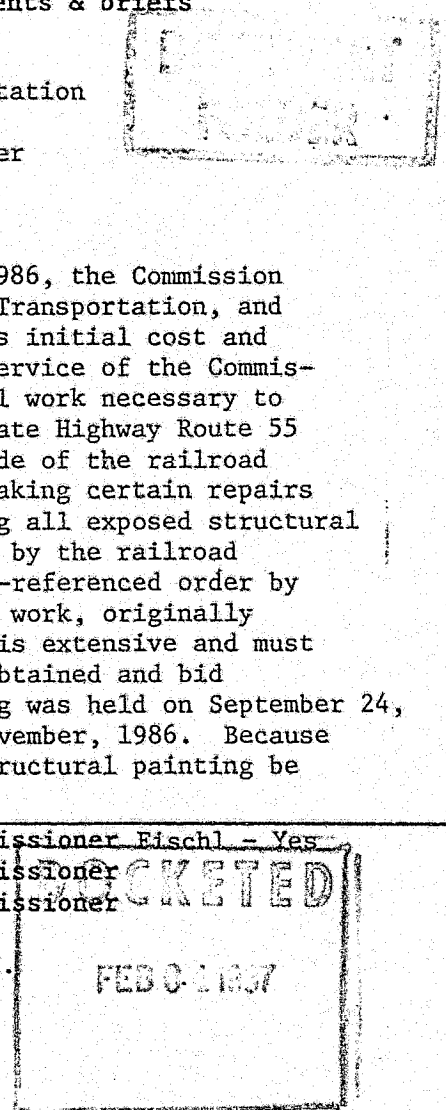 ents & briefs
tation
er
986, the Commission
Transportation, and
s initial cost and
ervice of the Commis-
l work necessary to
ate Highway Route 55
de of the railroad
aking certain repairs
g all exposed structural
by the railroad
-referenced order by
work, originally
is extensive and must
btained and bid
g was held on September 24,
vember, 1986. Because
ructural painting be
issioner Fischl - Yes
issioner
issioner
DOCKETED
FEB